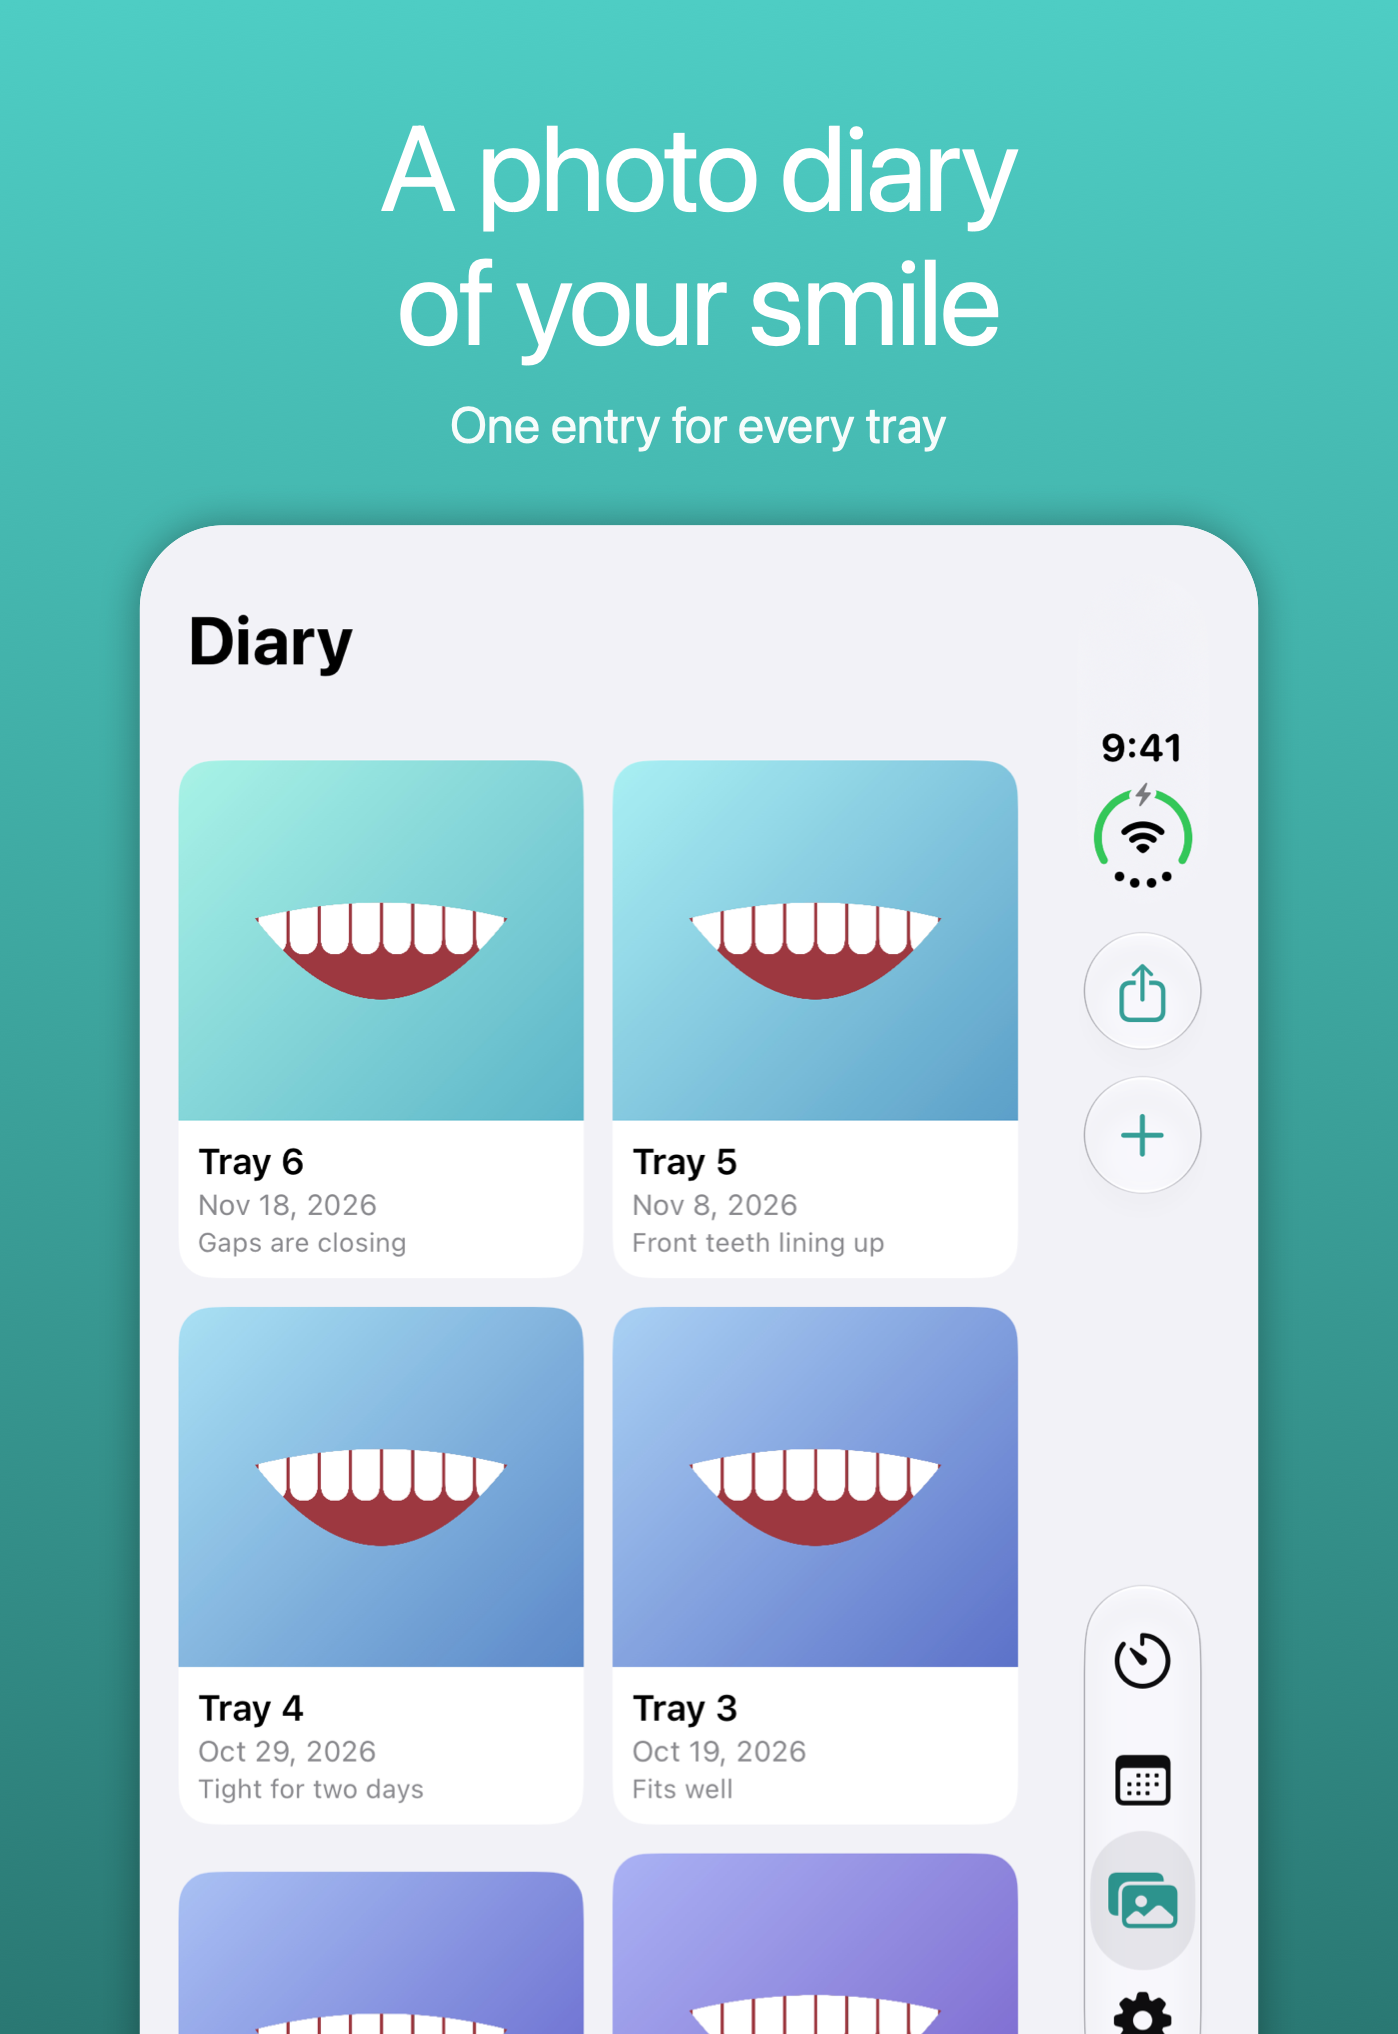 A photo diary
of your smile
One entry for every tray
Diary
9:41
Tray 6
Nov 18, 2026
Gaps are closing
Tray 5
Nov 8, 2026
Front teeth lining up
Tray 4
Oct 29, 2026
Tight for two days
Tray 3
Oct 19, 2026
Fits well